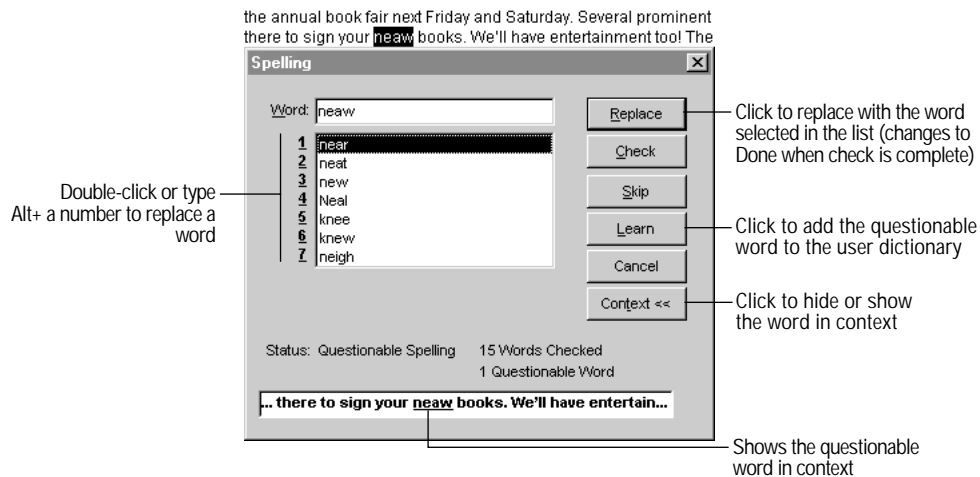 the annual book fair next Friday and Saturday. Several prominent
there to sign your neaw books. We'll have entertainment too! The
Spelling
Word: neaw
1 near
2 neat
3 new
4 Neal
5 knee
6 knew
7 neigh
Replace
Check
Skip
Learn
Cancel
Context <<
Status: Questionable Spelling 15 Words Checked
1 Questionable Word
... there to sign your neaw books. We'll have entertain...
Double-click or type
Alt+ a number to replace a
word
Click to replace with the word
selected in the list (changes to
Done when check is complete)
Click to add the questionable
word to the user dictionary
Click to hide or show
the word in context
Shows the questionable
word in context